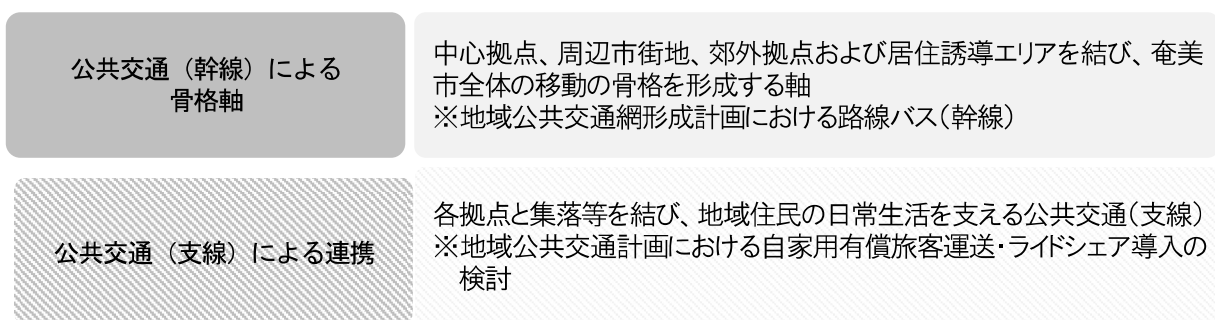 公共交通（幹線）による
骨格軸
中心拠点、周辺市街地、郊外拠点および居住誘導エリアを結び、奄美
市全体の移動の骨格を形成する軸
※地域公共交通網形成計画における路線バス（幹線）
公共交通（支線）による連携
各拠点と集落等を結び、地域住民の日常生活を支える公共交通（支線）
※地域公共交通計画における自家用有償旅客運送・ライドシェア導入の
検討